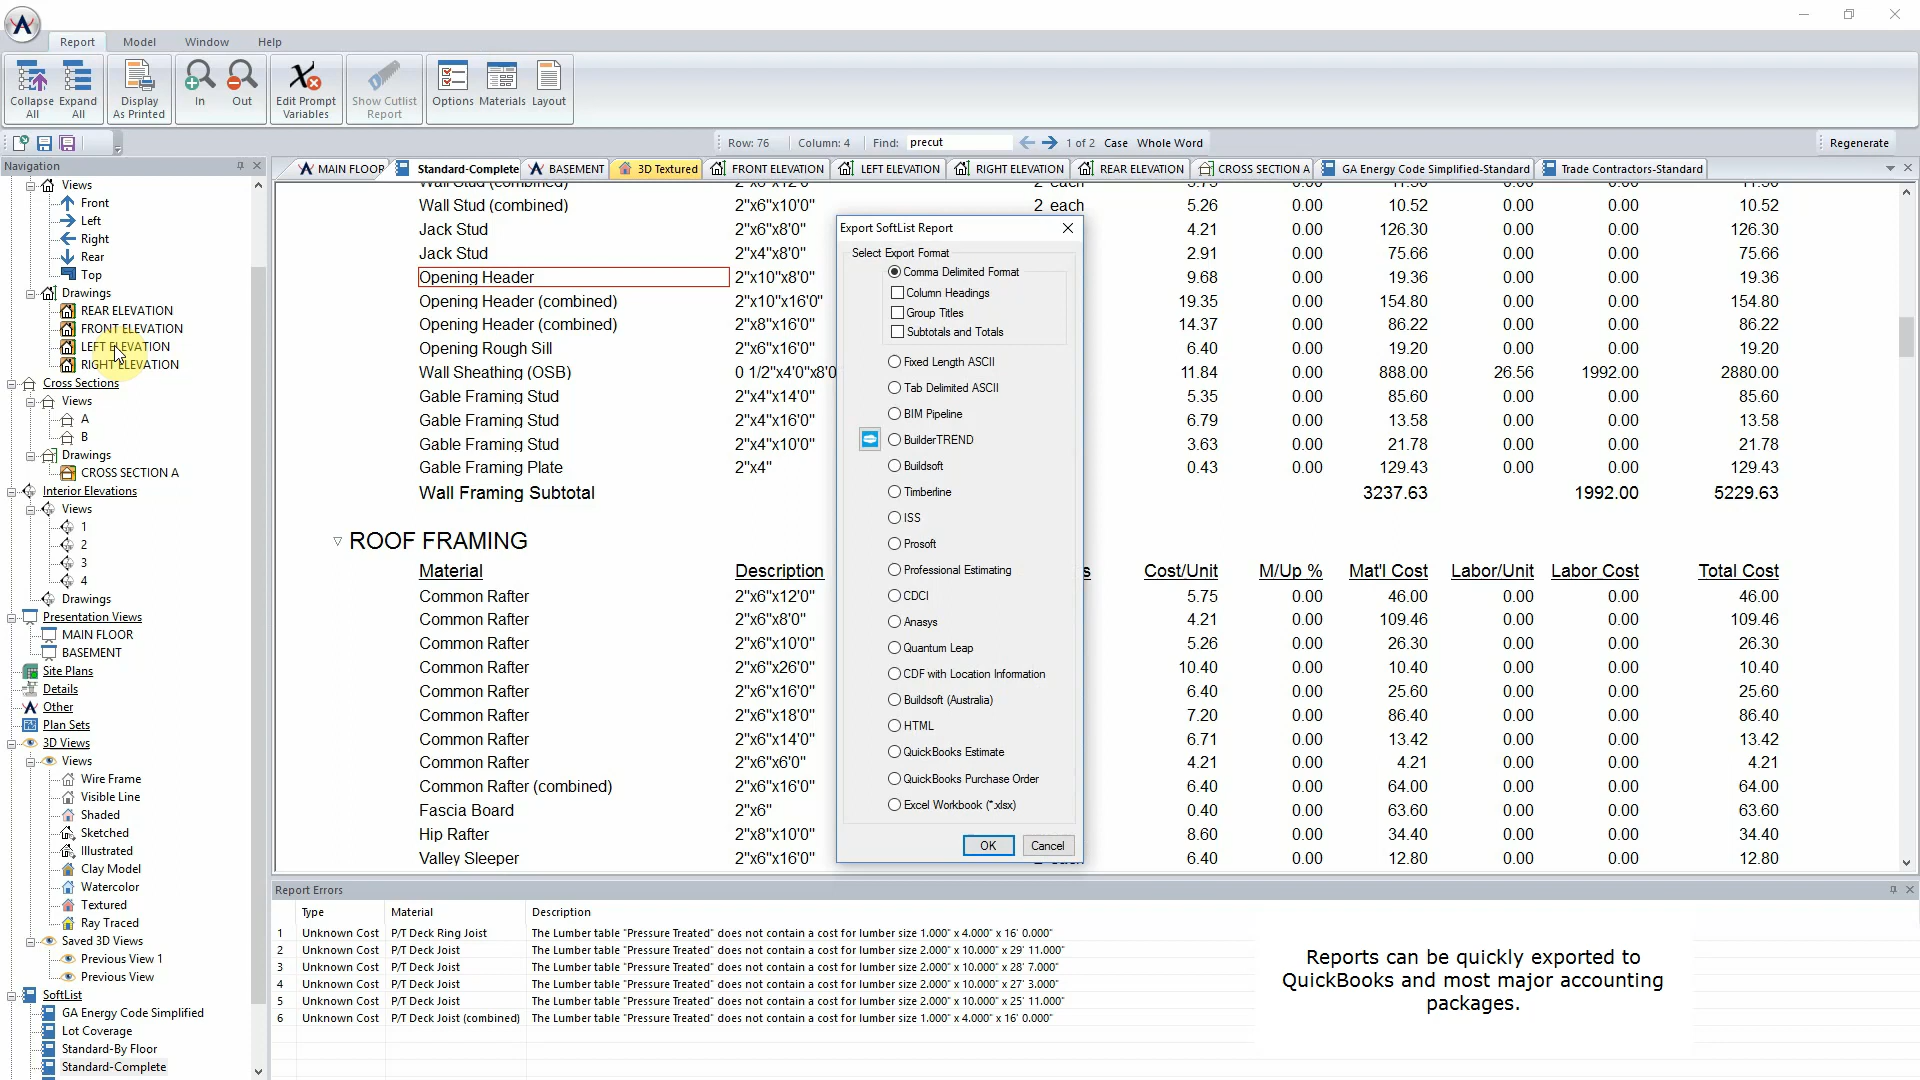 Report Model Window Help
Collapse All
Expand All
Display As Printed
In
Out
Edit Prompt Variables
Show Cutlist Report
Options
Materials
Layout
Row: 76 Column: 4 Find: precut 1 of 2 Case Whole Word Regenerate
Navigation
MAIN FLOOR Standard-Complete BASEMENT 3D Textured FRONT ELEVATION LEFT ELEVATION RIGHT ELEVATION REAR ELEVATION CROSS SECTION A GA Energy Code Simplified-Standard Trade Contractors-Standard
Views
Front
Left
Right
Rear
Top
Drawings
REAR ELEVATION
FRONT ELEVATION
LEFT ELEVATION
RIGHT ELEVATION
Cross Sections
Views
A
B
Drawings
CROSS SECTION A
Interior Elevations
Views
1
2
3
4
Drawings
Presentation Views
MAIN FLOOR
BASEMENT
Site Plans
Details
Other
Plan Sets
3D Views
Views
Wire Frame
Visible Line
Shaded
Sketched
Illustrated
Clay Model
Watercolor
Textured
Ray Traced
Saved 3D Views
Previous View 1
Previous View
SoftList
GA Energy Code Simplified
Lot Coverage
Standard-By Floor
Standard-Complete
Wall Stud (combined) 2"x6"x12'0" 2 each 5.75 0.00 11.50 0.00 0.00 11.50
Wall Stud (combined) 2"x6"x10'0" 2 each 5.26 0.00 10.52 0.00 0.00 10.52
Jack Stud 2"x6"x8'0" 4.21 0.00 126.30 0.00 0.00 126.30
Jack Stud 2"x4"x8'0" 2.91 0.00 75.66 0.00 0.00 75.66
Opening Header 2"x10"x8'0" 9.68 0.00 19.36 0.00 0.00 19.36
Opening Header (combined) 2"x10"x16'0" 19.35 0.00 154.80 0.00 0.00 154.80
Opening Header (combined) 2"x8"x16'0" 14.37 0.00 86.22 0.00 0.00 86.22
Opening Rough Sill 2"x6"x16'0" 6.40 0.00 19.20 0.00 0.00 19.20
Wall Sheathing (OSB) 0 1/2"x4'0"x8'0 11.84 0.00 888.00 26.56 1992.00 2880.00
Gable Framing Stud 2"x4"x14'0" 5.35 0.00 85.60 0.00 0.00 85.60
Gable Framing Stud 2"x4"x16'0" 6.79 0.00 13.58 0.00 0.00 13.58
Gable Framing Stud 2"x4"x10'0" 3.63 0.00 21.78 0.00 0.00 21.78
Gable Framing Plate 2"x4" 0.43 0.00 129.43 0.00 0.00 129.43
Wall Framing Subtotal 3237.63 1992.00 5229.63
ROOF FRAMING
Material Description s Cost/Unit M/Up % Mat'l Cost Labor/Unit Labor Cost Total Cost
Common Rafter 2"x6"x12'0" 5.75 0.00 46.00 0.00 0.00 46.00
Common Rafter 2"x6"x8'0" 4.21 0.00 109.46 0.00 0.00 109.46
Common Rafter 2"x6"x10'0" 5.26 0.00 26.30 0.00 0.00 26.30
Common Rafter 2"x6"x26'0" 10.40 0.00 10.40 0.00 0.00 10.40
Common Rafter 2"x6"x16'0" 6.40 0.00 25.60 0.00 0.00 25.60
Common Rafter 2"x6"x18'0" 7.20 0.00 86.40 0.00 0.00 86.40
Common Rafter 2"x6"x14'0" 6.71 0.00 13.42 0.00 0.00 13.42
Common Rafter 2"x6"x6'0" 4.21 0.00 4.21 0.00 0.00 4.21
Common Rafter (combined) 2"x6"x16'0" 6.40 0.00 64.00 0.00 0.00 64.00
Fascia Board 2"x6" 0.40 0.00 63.60 0.00 0.00 63.60
Hip Rafter 2"x8"x10'0" 8.60 0.00 34.40 0.00 0.00 34.40
Valley Sleeper 2"x6"x16'0" 2 each 6.40 0.00 12.80 0.00 0.00 12.80
Export SoftList Report
Select Export Format
Comma Delimited Format
Column Headings
Group Titles
Subtotals and Totals
Fixed Length ASCII
Tab Delimited ASCII
BIM Pipeline
BuilderTREND
Buildsoft
Timberline
ISS
Prosoft
Professional Estimating
CDCI
Anasys
Quantum Leap
CDF with Location Information
Buildsoft (Australia)
HTML
QuickBooks Estimate
QuickBooks Purchase Order
Excel Workbook (*.xlsx)
OK Cancel
Report Errors
Type Material Description
1 Unknown Cost P/T Deck Ring Joist The Lumber table "Pressure Treated" does not contain a cost for lumber size 1.000" x 4.000" x 16' 0.000"
2 Unknown Cost P/T Deck Joist The Lumber table "Pressure Treated" does not contain a cost for lumber size 2.000" x 10.000" x 29' 11.000"
3 Unknown Cost P/T Deck Joist The Lumber table "Pressure Treated" does not contain a cost for lumber size 2.000" x 10.000" x 28' 7.000"
4 Unknown Cost P/T Deck Joist The Lumber table "Pressure Treated" does not contain a cost for lumber size 2.000" x 10.000" x 27' 3.000"
5 Unknown Cost P/T Deck Joist The Lumber table "Pressure Treated" does not contain a cost for lumber size 2.000" x 10.000" x 25' 11.000"
6 Unknown Cost P/T Deck Joist (combined) The Lumber table "Pressure Treated" does not contain a cost for lumber size 1.000" x 4.000" x 16' 0.000"
Reports can be quickly exported to
QuickBooks and most major accounting
packages.